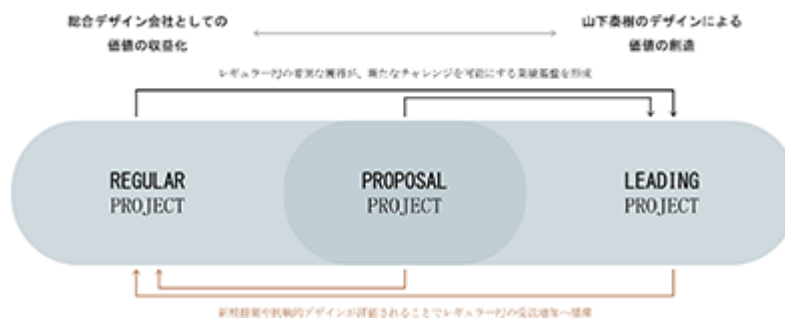 総合デザイン会社としての
価値の収益化
山下泰樹のデザインによる
価値の創造
レギュラーPJの着実な獲得が、新たなチャレンジを可能にする業績基盤を形成
REGULAR
PROJECT
PROPOSAL
PROJECT
LEADING
PROJECT
新規提案や挑戦的デザインが評価されることでレギュラーPJの受注増加へ循環